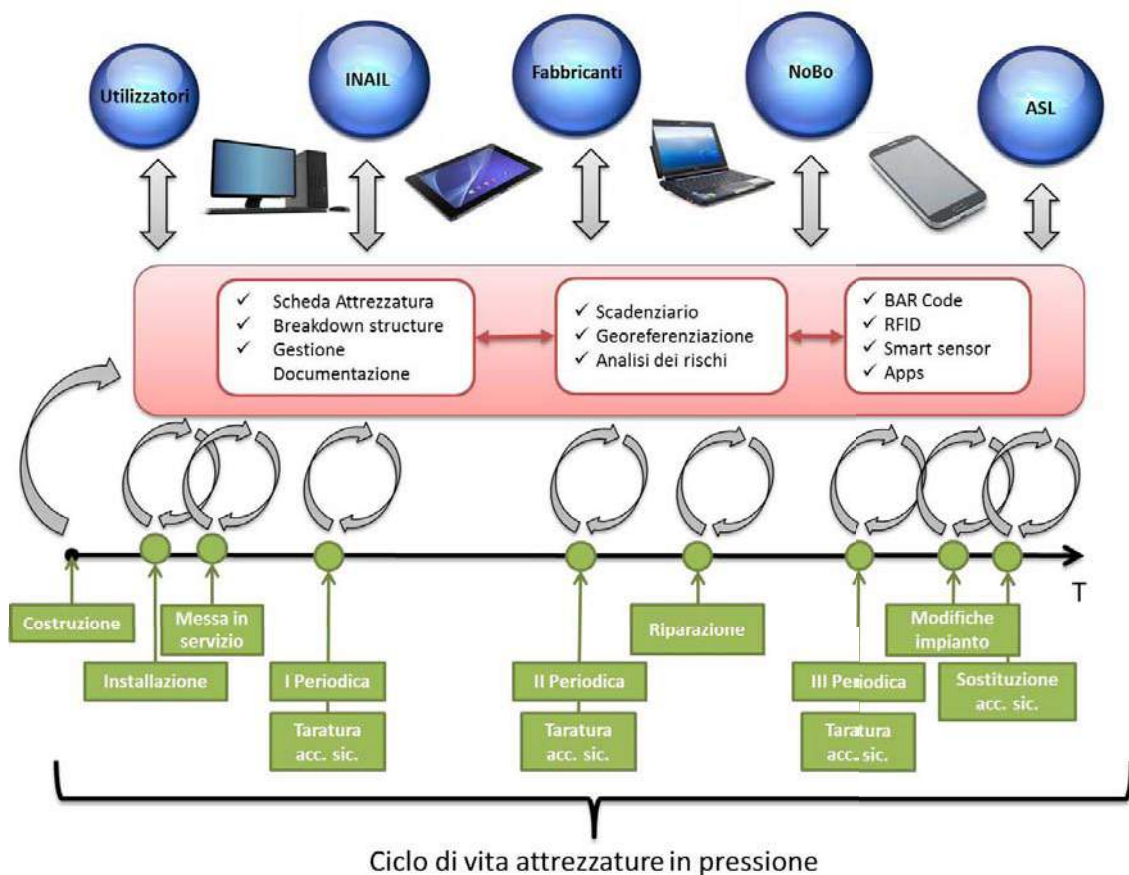 Utilizzatori
INAIL
Fabbricanti
NoBo
ASL
Scheda Attrezzatura
Breakdown structure
Gestione
Documentazione
Scadenziario
Georeferenziazione
Analisi dei rischi
BAR Code
RFID
Smart sensor
Apps
T
Costruzione
Installazione
Messa in
servizio
I Periodica
Taratura
acc. sic.
II Periodica
Taratura
acc. sic.
Riparazione
III Periodica
Taratura
acc. sic.
Modifiche
impianto
Sostituzione
acc. sic.
Ciclo di vita attrezzature in pressione